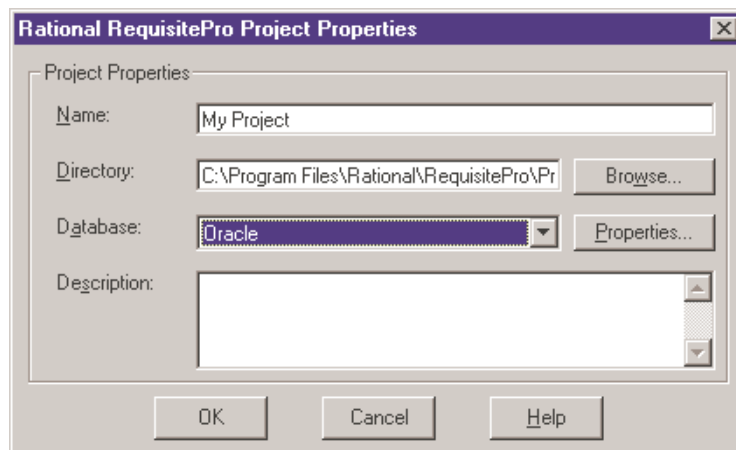 Rational RequisitePro Project Properties
Project Properties
Name:
My Project
Directory:
C:\Program Files\Rational\RequisitePro\Pr
Browse...
Database:
Oracle
Properties...
Description:
OK
Cancel
Help